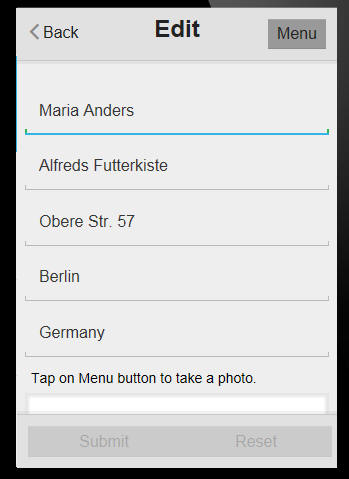 Back Edit Menu
Maria Anders
Alfreds Futterkiste
Obere Str. 57
Berlin
Germany
Tap on Menu button to take a photo.
Submit Reset